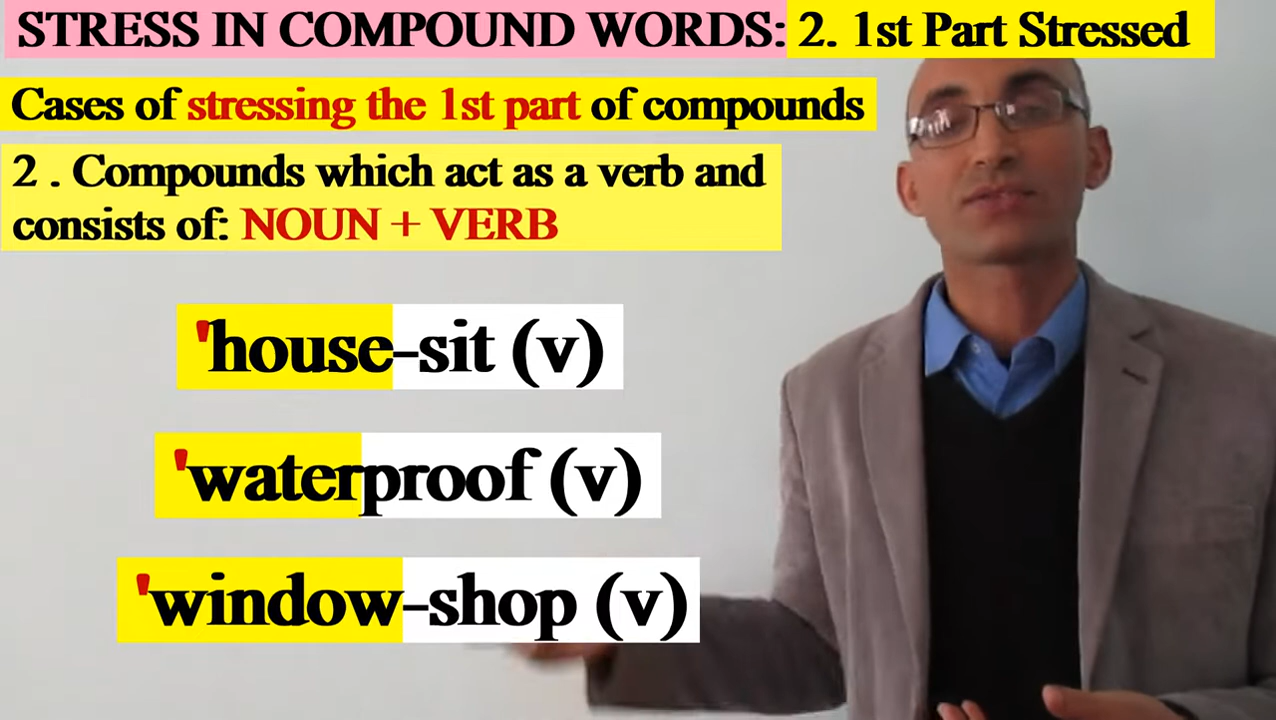 STRESS IN COMPOUND WORDS: 2. 1st Part Stressed
Cases of stressing the 1st part of compounds
2 . Compounds which act as a verb and
consists of: NOUN + VERB
'house-sit (v)
'waterproof (v)
'window-shop (v)